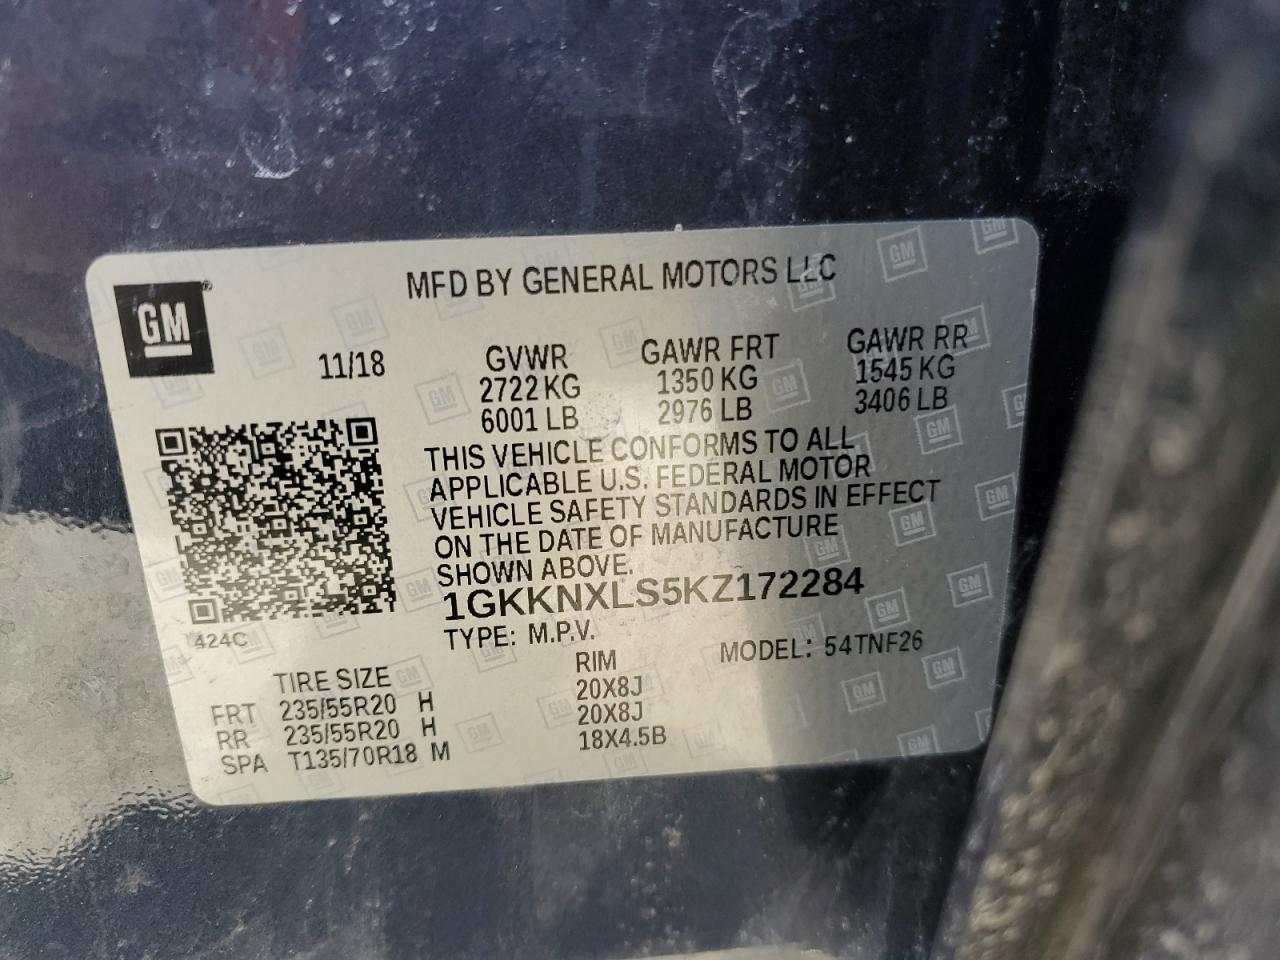 MFD BY GENERAL MOTORS LLC
GM®
11/18
GVWR GAWR FRT GAWR RR
2722 KG 1350 KG 1545 KG
6001 LB 2976 LB 3406 LB
THIS VEHICLE CONFORMS TO ALL
APPLICABLE U.S. FEDERAL MOTOR
VEHICLE SAFETY STANDARDS IN EFFECT
ON THE DATE OF MANUFACTURE
SHOWN ABOVE.
1GKKNXLS5KZ172284
424C
TYPE: M.P.V. MODEL: 54TNF26
TIRE SIZE RIM
FRT 235/55R20 H 20X8J
RR 235/55R20 H 20X8J
SPA T135/70R18 M 18X4.5B